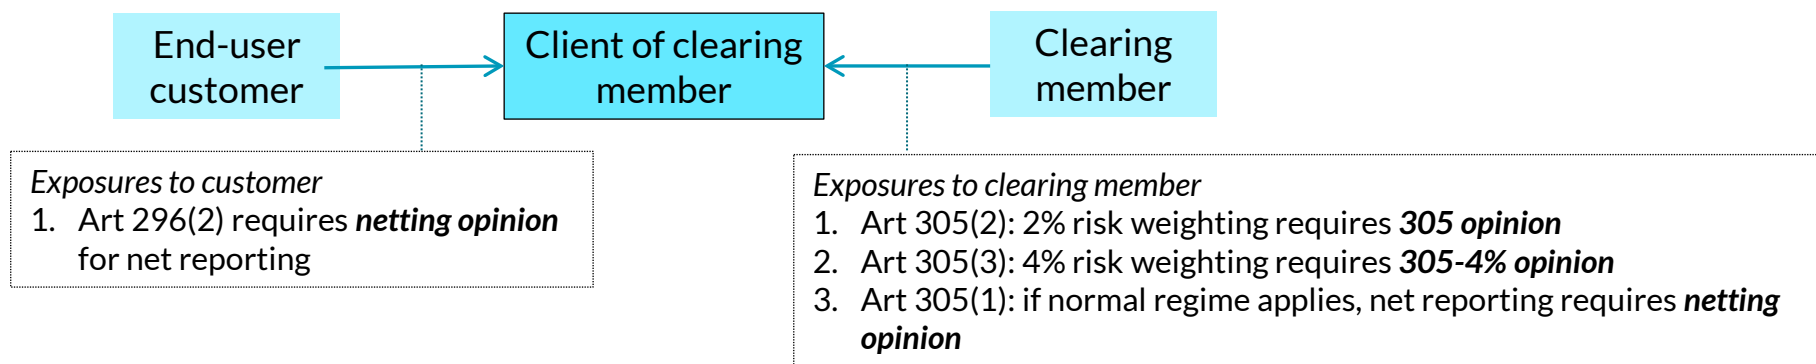 End-user
customer
Client of clearing
member
Clearing
member
Exposures to customer
1. Art 296(2) requires netting opinion
for net reporting
Exposures to clearing member
1. Art 305(2): 2% risk weighting requires 305 opinion
2. Art 305(3): 4% risk weighting requires 305-4% opinion
3. Art 305(1): if normal regime applies, net reporting requires netting
opinion